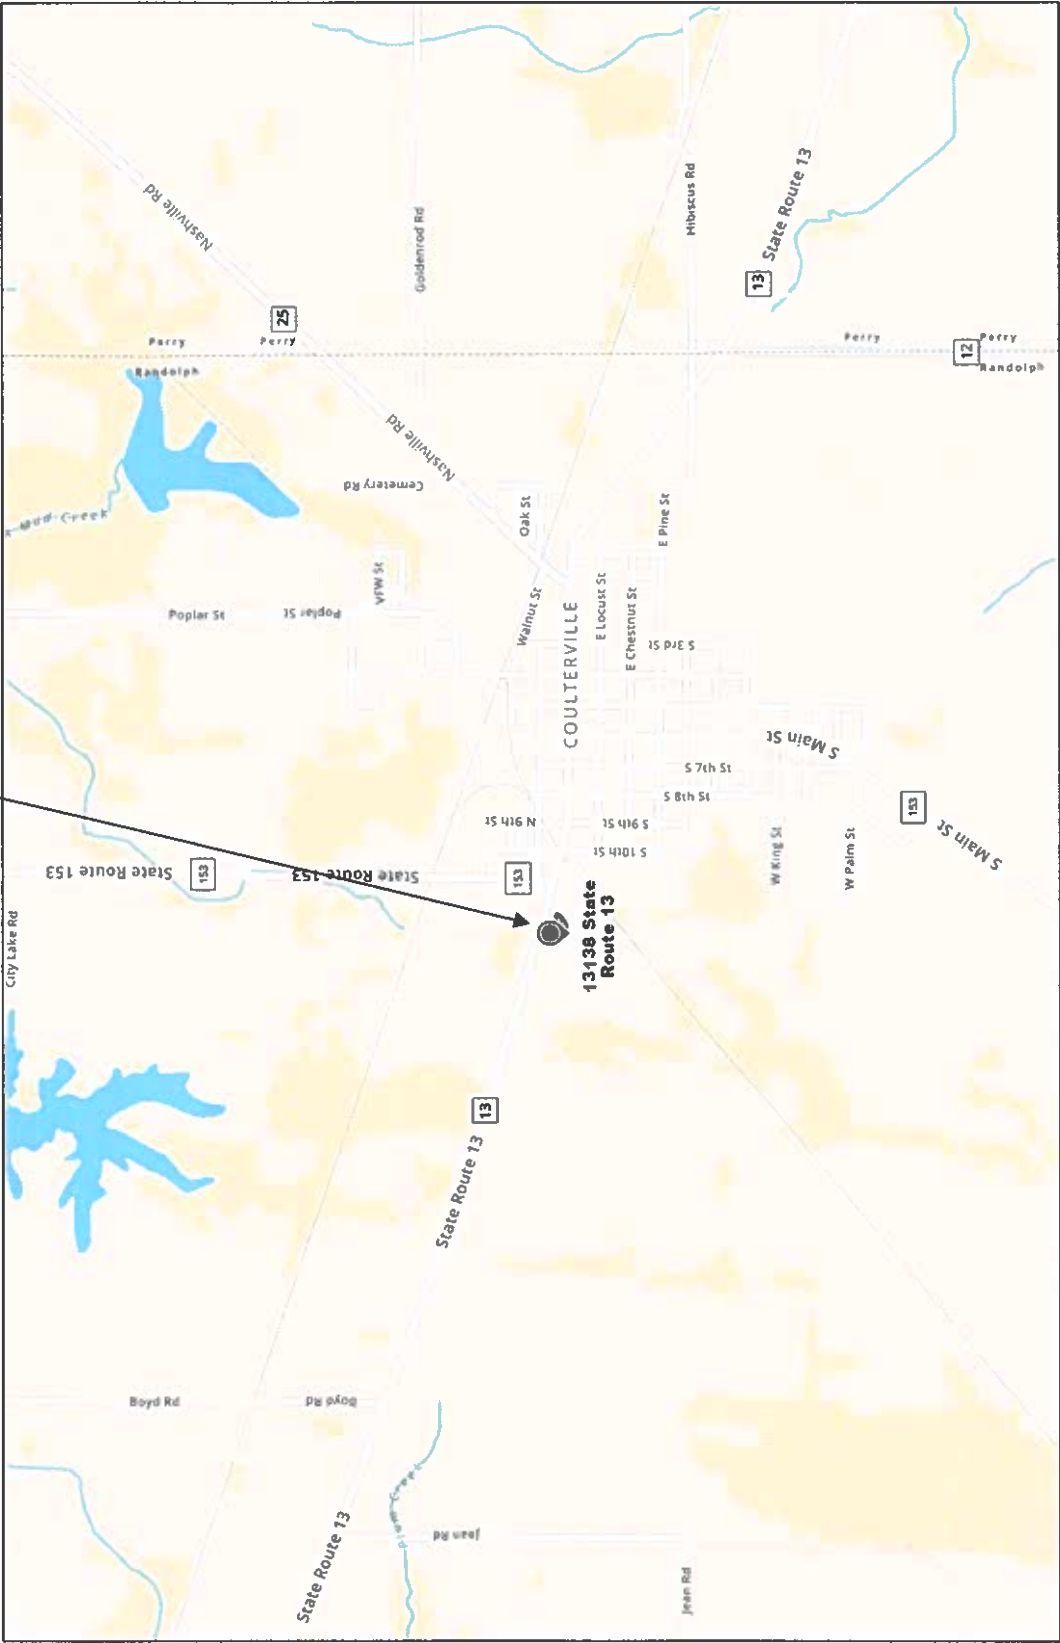 City Lake Rd
State Route 153
Mud Creek
Boyd Rd
Poplar St
Randolph
Perry
Nashville Rd
153
State Route 13
Boyd Rd
State Route 153
Poplar St
Perry
25
Plum Creek
VFW St
Cemetery Rd
Nashville Rd
Goldenrod Rd
Jean Rd
State Route 13
13
153
N 9th St
Walnut St
Oak St
COULTERVILLE
13138 State
Route 13
S 10th St
S 9th St
E Locust St
E Chestnut St
E Pine St
S 3rd St
Jean Rd
S 8th St
S 7th St
Hibiscus Rd
13
State Route 13
W King St
S Main St
W Palm St
Perry
153
S Main St
12
Perry
Randolph